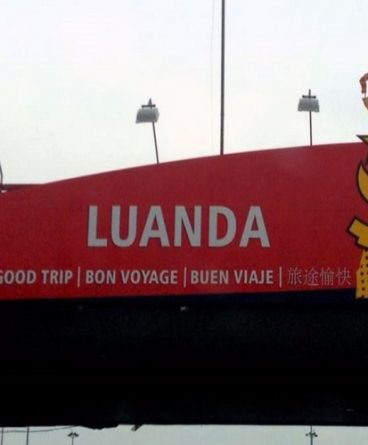 LUANDA
GOOD TRIP | BON VOYAGE | BUEN VIAJE | 旅途愉快